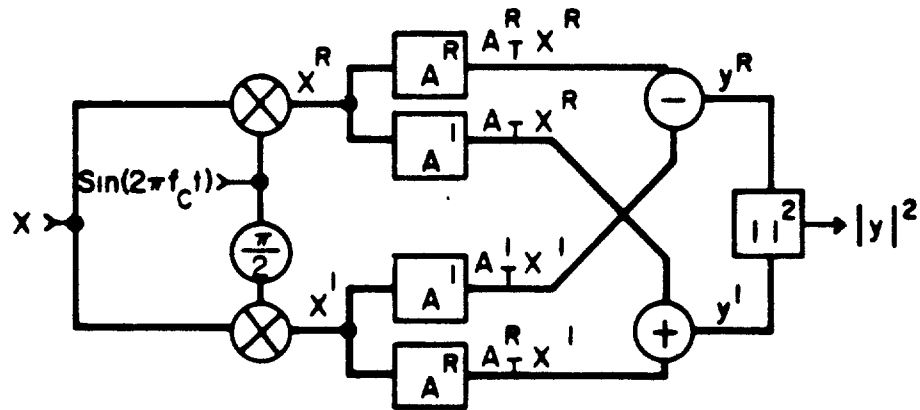 X^R
A^R
A_T^R X^R
−
y^R
A^I
A_T X^R
Sin(2πf_c t)
X
π/2
| |^2
|y|^2
X^I
A^I
A_T^I X^I
+
y^I
A^R
A_T^R X^I